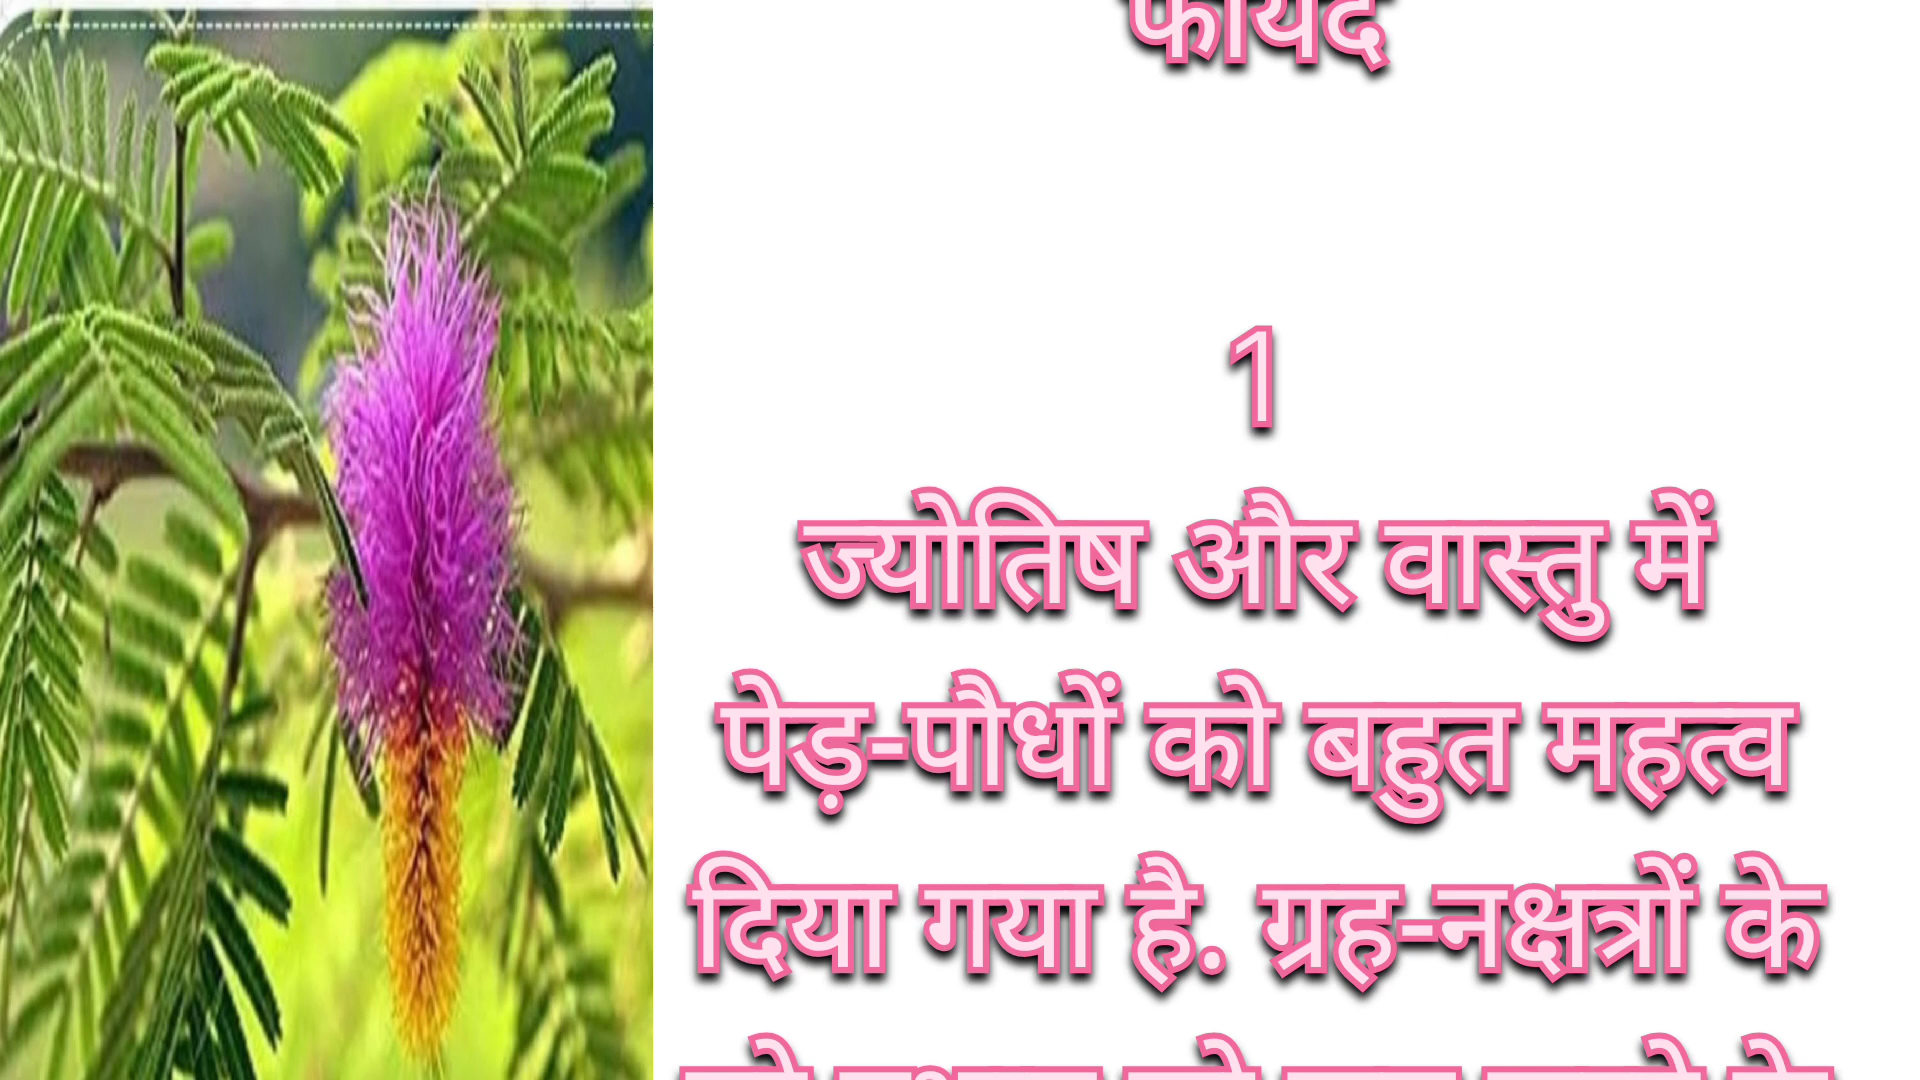 फायदे
1
ज्योतिष और वास्तु में
पेड़-पौधों को बहुत महत्व
दिया गया है. ग्रह-नक्षत्रों के